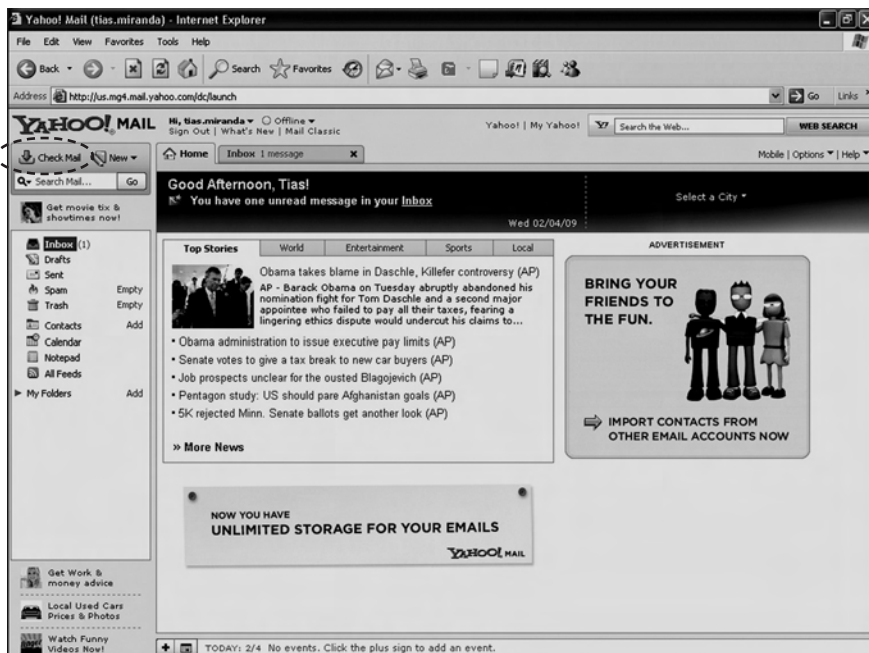 Yahoo! Mail (tias.miranda) - Internet Explorer
File Edit View Favorites Tools Help
Back Search Favorites
Address http://us.mg4.mail.yahoo.com/dc/launch Go Links
YAHOO! MAIL
Hi, tias.miranda Offline
Sign Out | What's New | Mail Classic
Yahoo! | My Yahoo! Y! Search the Web... WEB SEARCH
Check Mail New
Home Inbox 1 message x
Mobile | Options | Help
Search Mail... Go
Get movie tix & showtimes now!
Inbox (1)
Drafts
Sent
Spam Empty
Trash Empty
Contacts Add
Calendar
Notepad
All Feeds
My Folders Add
Get Work & money advice
Local Used Cars
Prices & Photos
Watch Funny
Videos Now!
Good Afternoon, Tias!
You have one unread message in your Inbox
Select a City
Wed 02/04/09
Top Stories World Entertainment Sports Local
Obama takes blame in Daschle, Killefer controversy (AP)
AP - Barack Obama on Tuesday abruptly abandoned his
nomination fight for Tom Daschle and a second major
appointee who failed to pay all their taxes, fearing a
lingering ethics dispute would undercut his claims to...
• Obama administration to issue executive pay limits (AP)
• Senate votes to give a tax break to new car buyers (AP)
• Job prospects unclear for the ousted Blagojevich (AP)
• Pentagon study: US should pare Afghanistan goals (AP)
• 5K rejected Minn. Senate ballots get another look (AP)
» More News
ADVERTISEMENT
BRING YOUR
FRIENDS TO
THE FUN.
IMPORT CONTACTS FROM
OTHER EMAIL ACCOUNTS NOW
NOW YOU HAVE
UNLIMITED STORAGE FOR YOUR EMAILS
YAHOO! MAIL
TODAY: 2/4 No events. Click the plus sign to add an event.